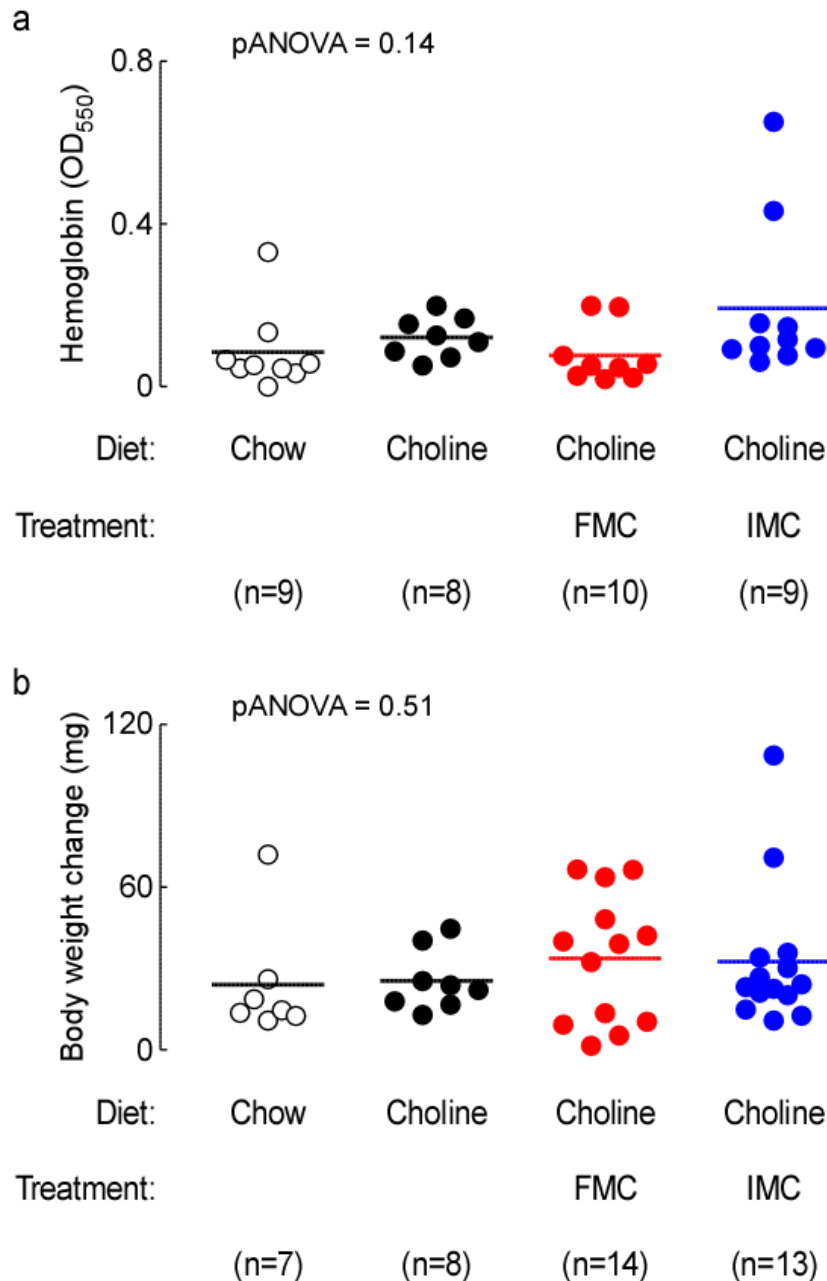 a
pANOVA = 0.14
0.8
0.4
0
Hemoglobin (OD550)
Diet: Chow Choline Choline Choline
Treatment: FMC IMC
(n=9) (n=8) (n=10) (n=9)
b
pANOVA = 0.51
120
60
0
Body weight change (mg)
Diet: Chow Choline Choline Choline
Treatment: FMC IMC
(n=7) (n=8) (n=14) (n=13)